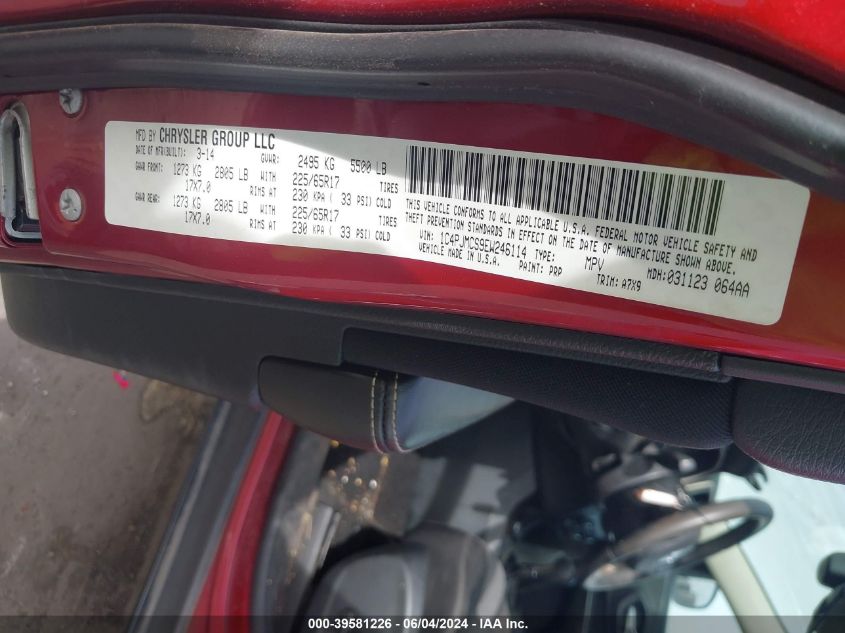 MFD BY CHRYSLER GROUP LLC
DATE OF MFR(BUILT): 3-14 GVWR: 2495 KG 5500 LB
GAWR FRONT: 1273 KG 2805 LB WITH 225/65R17 TIRES
17X7.0 RIMS AT 230 KPA ( 33 PSI) COLD
GAWR REAR: 1273 KG 2805 LB WITH 225/65R17 TIRES
17X7.0 RIMS AT 230 KPA ( 33 PSI) COLD
THIS VEHICLE CONFORMS TO ALL APPLICABLE U.S.A. FEDERAL MOTOR VEHICLE SAFETY AND
THEFT PREVENTION STANDARDS IN EFFECT ON THE DATE OF MANUFACTURE SHOWN ABOVE.
VIN: 1C4PJMCS9EW246114 TYPE: MPV MDH:031123 064AA
VEHICLE MADE IN U.S.A. PAINT: PRP TRIM: A7X9
000-39581226 - 06/04/2024 - IAA Inc.